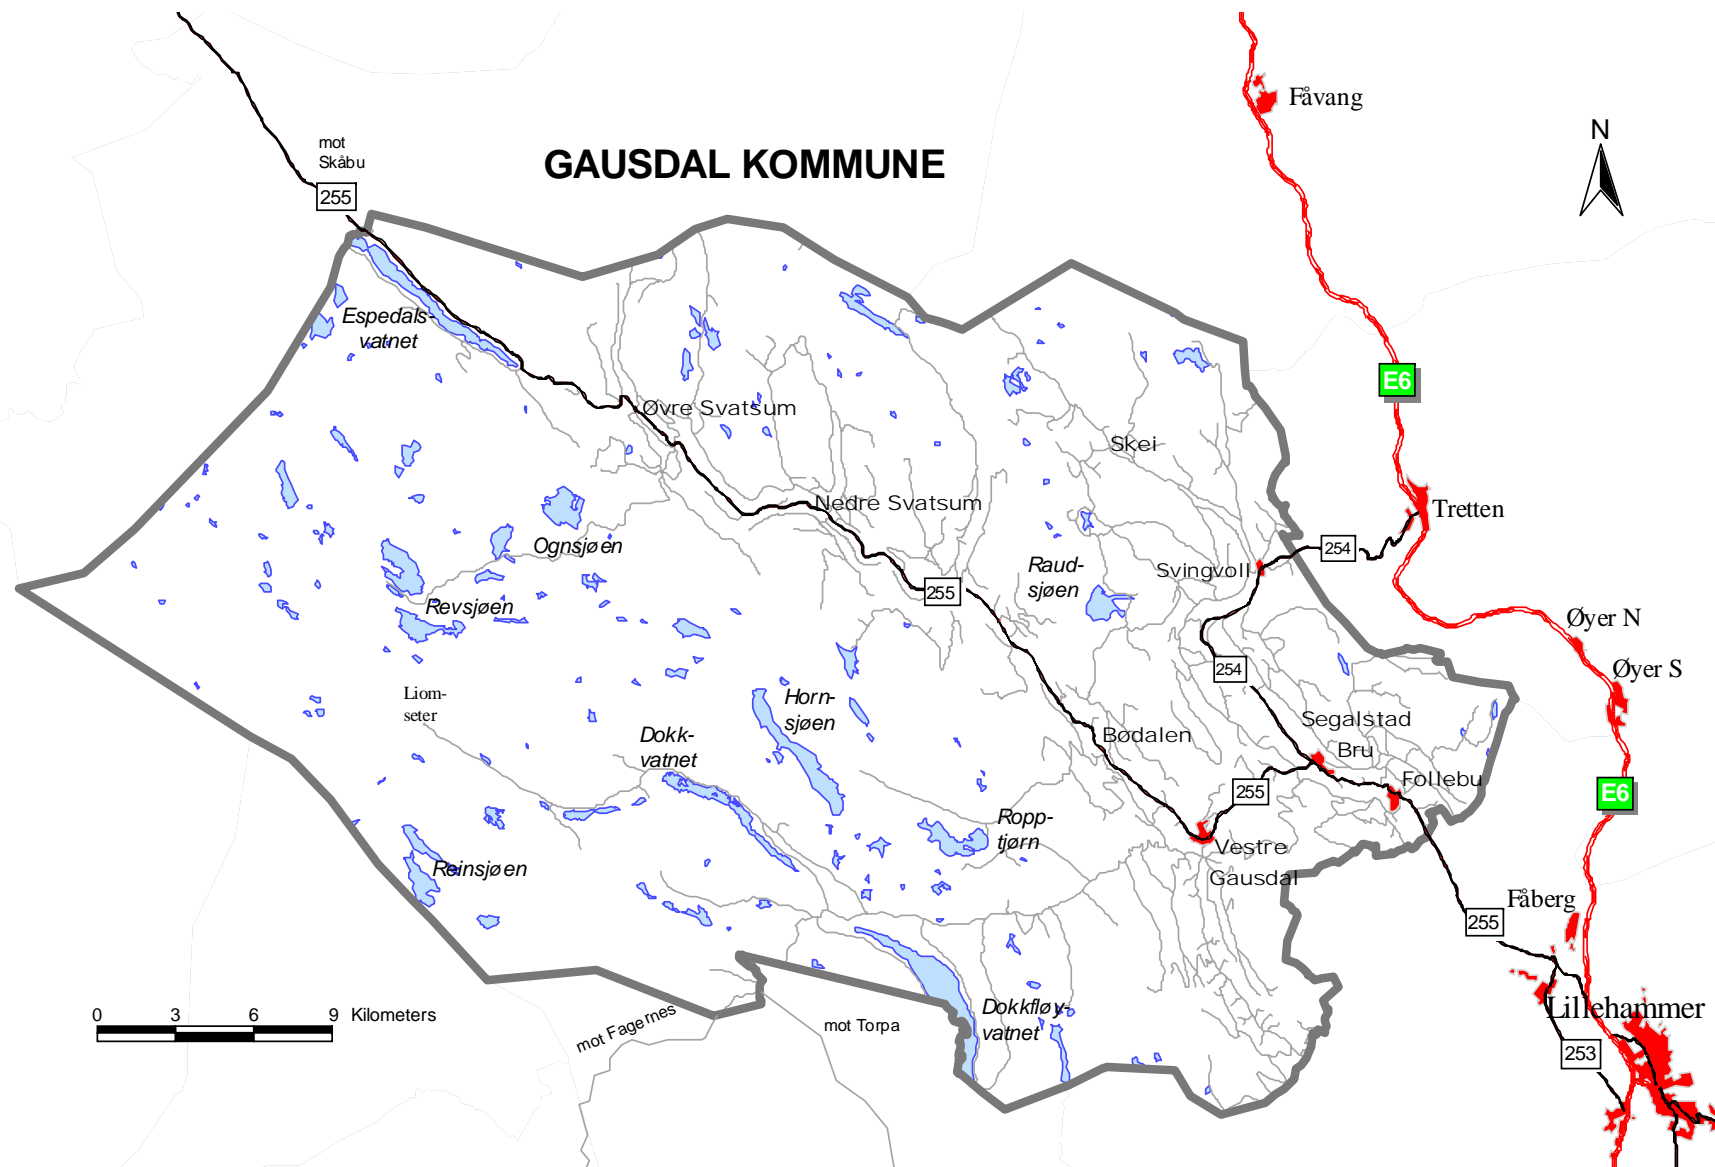 Fåvang
N
mot
Skåbu
GAUSDAL KOMMUNE
255
Espedals-
vatnet
E6
Øvre Svatsum
Skei
Nedre Svatsum
Tretten
Ognsjøen
254
Raud-
sjøen
Svingvoll
255
Revsjøen
Øyer N
254
Øyer S
Liom-
seter
Horn-
sjøen
Dokk-
vatnet
Segalstad
Bru
Bødalen
Follebu
255
E6
Ropp-
tjørn
Vestre
Gausdal
Reinsjøen
Fåberg
255
Dokkfløy-
vatnet
Lillehammer
0 3 6 9 Kilometers
mot Fagernes
mot Torpa
253